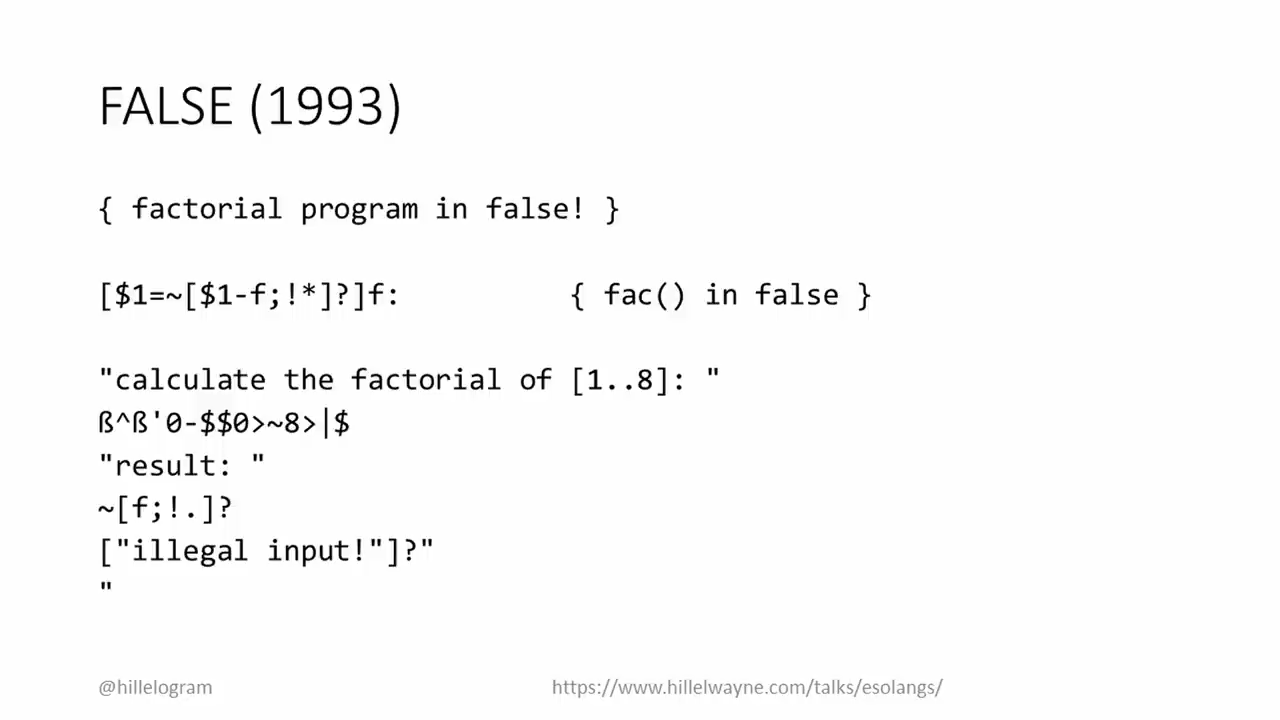 FALSE (1993)
{ factorial program in false! }
[$1=~[$1-f;!*]?]f:          { fac() in false }
"calculate the factorial of [1..8]: "
ß^ß'0-$$0>~8>|$
"result: "
~[f;!.]?
["illegal input!"]?"
"
@hillelogram
https://www.hillelwayne.com/talks/esolangs/